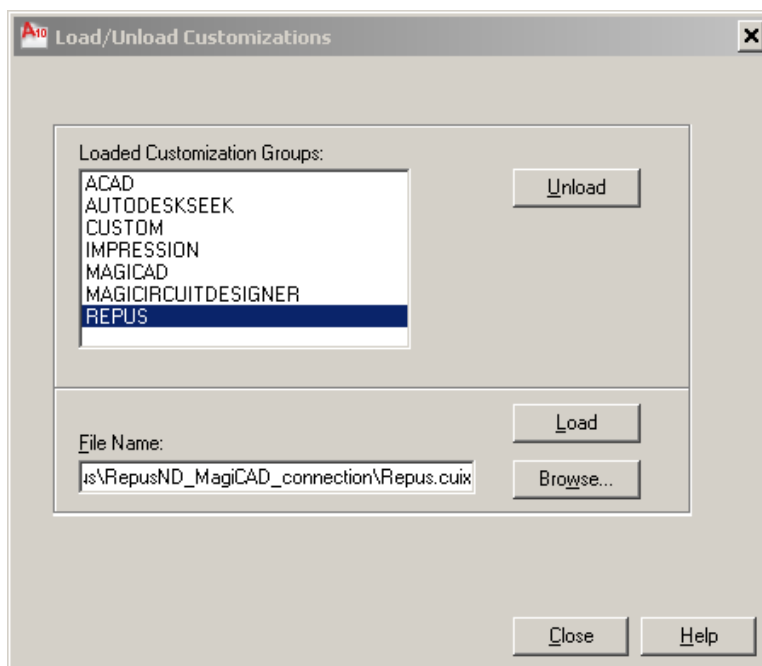 A10 Load/Unload Customizations
Loaded Customization Groups:
ACAD
AUTODESKSEEK
CUSTOM
IMPRESSION
MAGICAD
MAGICIRCUITDESIGNER
REPUS
Unload
Load
File Name:
\RepusND_MagiCAD_connection\Repus.cuix
Browse...
Close
Help